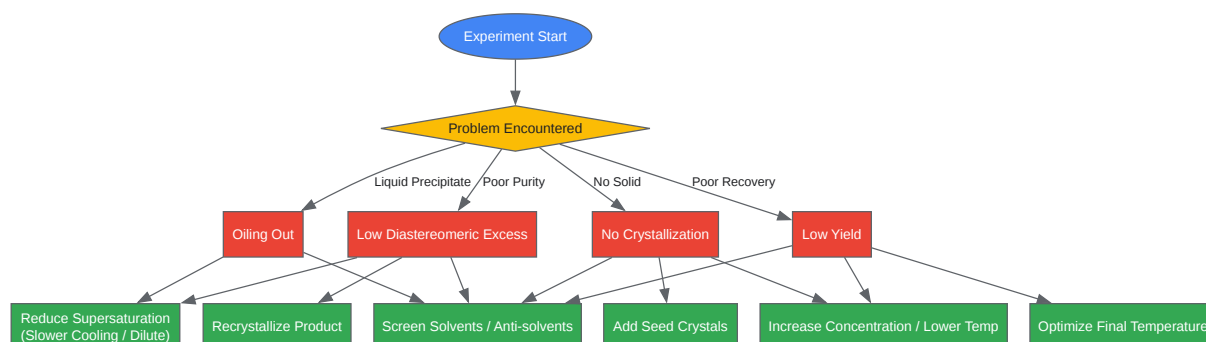 Experiment Start
Problem Encountered
Liquid Precipitate
Poor Purity
No Solid
Poor Recovery
Oiling Out
Low Diastereomeric Excess
No Crystallization
Low Yield
Reduce Supersaturation
(Slower Cooling / Dilute)
Recrystallize Product
Screen Solvents / Anti-solvents
Add Seed Crystals
Increase Concentration / Lower Temp
Optimize Final Temperature